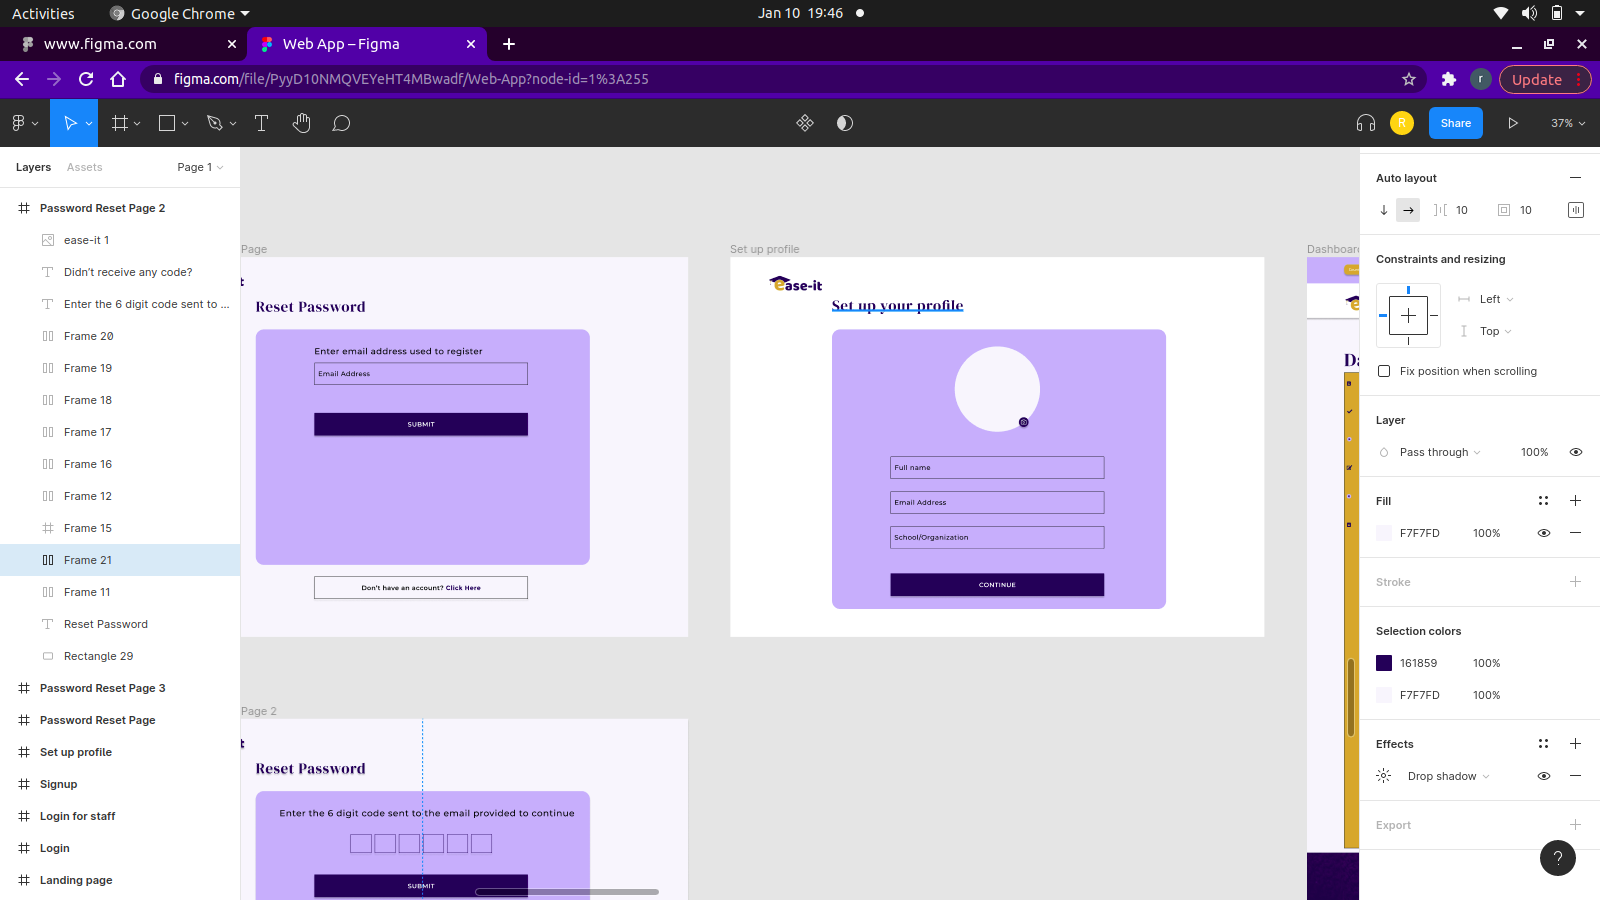 Activities
Google Chrome
Jan 10 19:46
www.figma.com
Web App – Figma
figma.com/file/PyyD10NMQVEYeHT4MBwadf/Web-App?node-id=1%3A255
r
Update
R
Share
37%
Layers
Assets
Page 1
Password Reset Page 2
ease-it 1
Didn't receive any code?
Enter the 6 digit code sent to ...
Frame 20
Frame 19
Frame 18
Frame 17
Frame 16
Frame 12
Frame 15
Frame 21
Frame 11
Reset Password
Rectangle 29
Password Reset Page 3
Password Reset Page
Set up profile
Signup
Login for staff
Login
Landing page
Page
t
Reset Password
Enter email address used to register
Email Address
SUBMIT
Don't have an account? Click Here
Set up profile
ease-it
Set up your profile
Full name
Email Address
School/Organization
CONTINUE
Page 2
t
Reset Password
Enter the 6 digit code sent to the email provided to continue
SUBMIT
Dashboar
Da
Auto layout
10
10
Constraints and resizing
Left
Top
Fix position when scrolling
Layer
Pass through
100%
Fill
F7F7FD
100%
Stroke
Selection colors
161859
100%
F7F7FD
100%
Effects
Drop shadow
Export
?